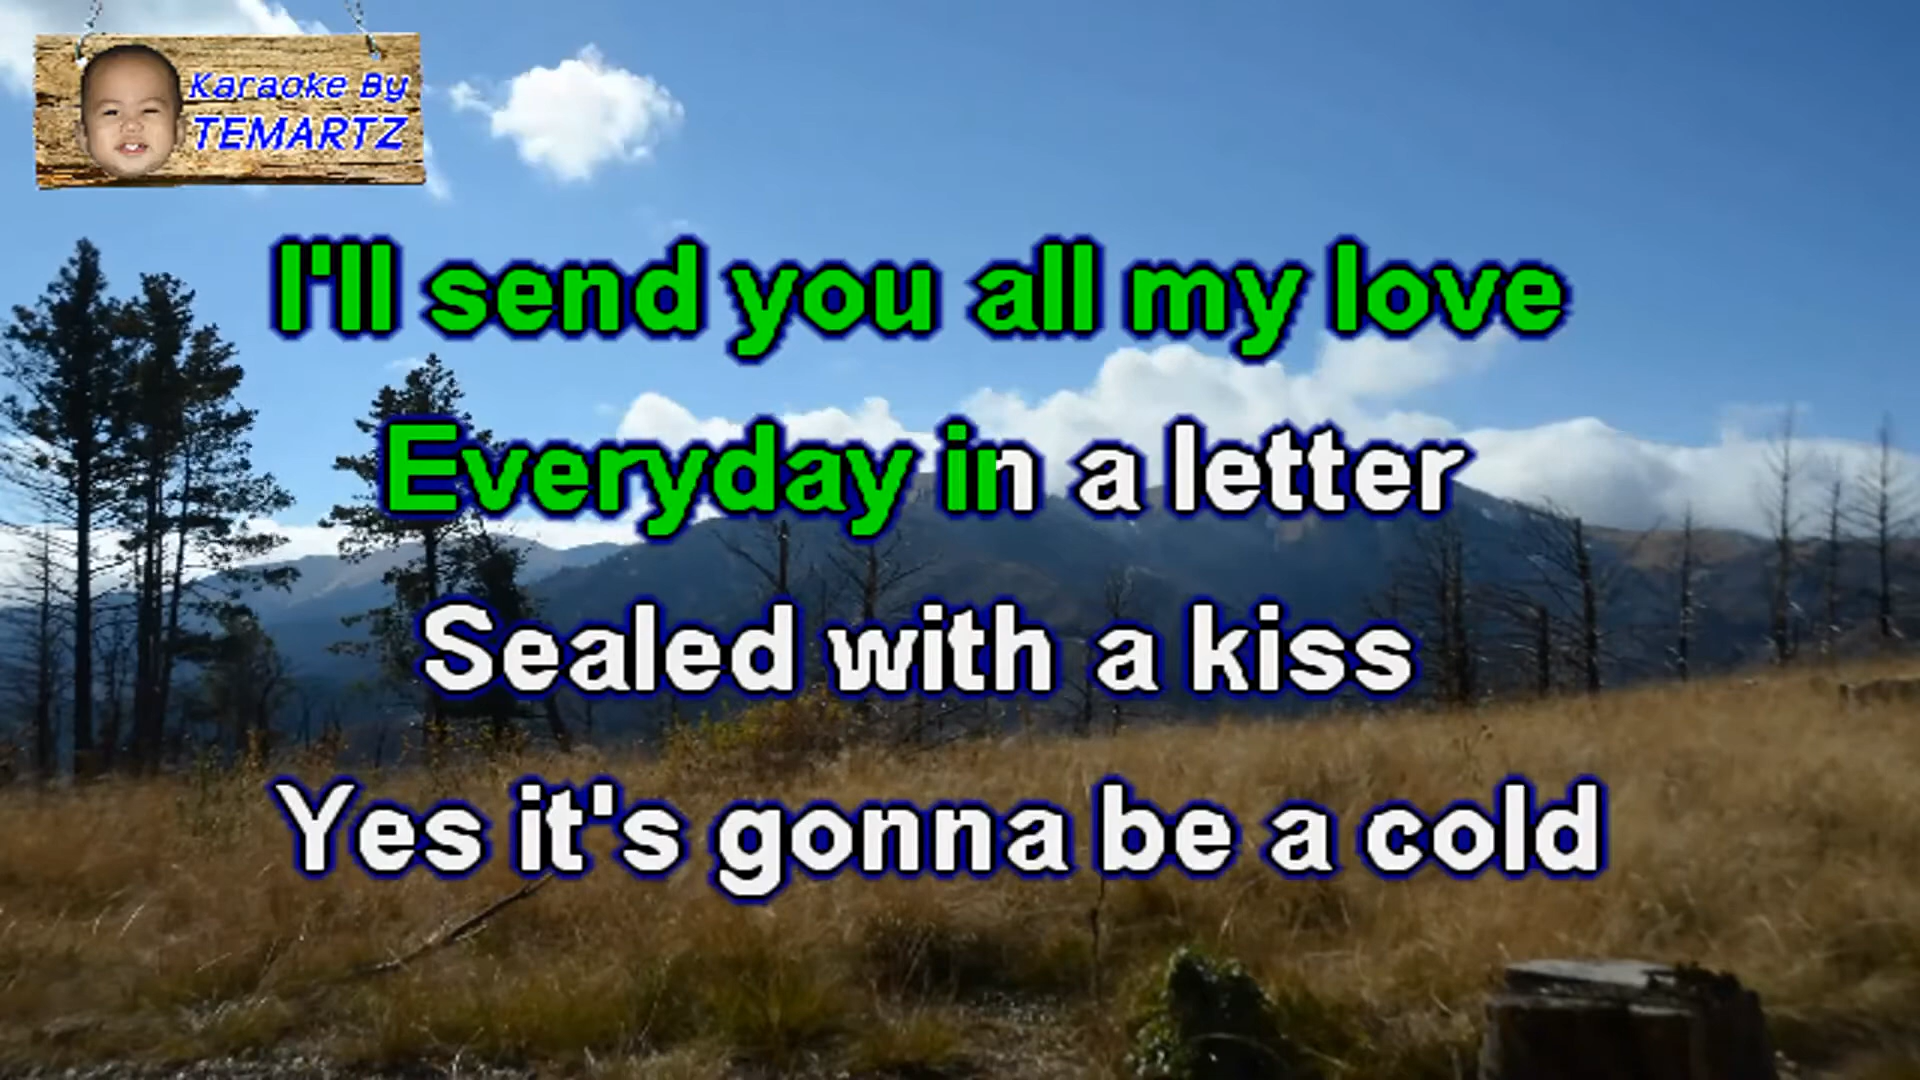 Karaoke By
TEMARTZ
I'll send you all my love
Everyday in a letter
Sealed with a kiss
Yes it's gonna be a cold